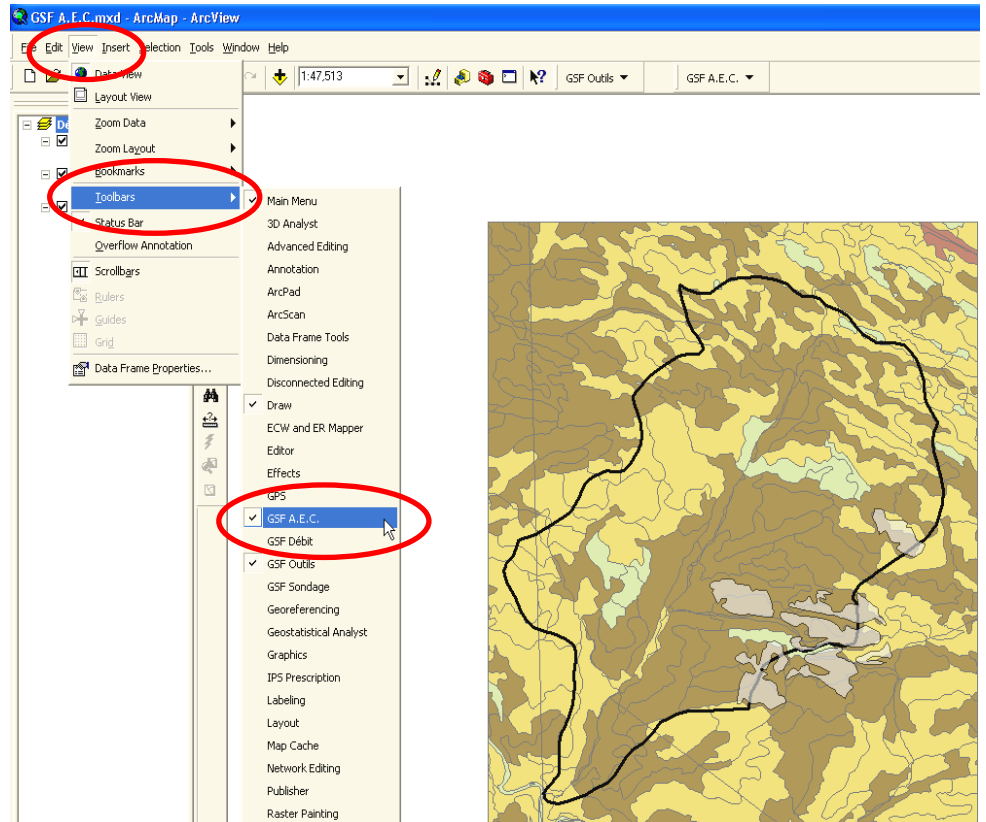 GSF A.E.C.mxd - ArcMap - ArcView
File Edit View Insert Selection Tools Window Help
1:47,513 GSF Outils GSF A.E.C.
Data View
Layout View
Zoom Data
Zoom Layout
Bookmarks
Toolbars
Status Bar
Overflow Annotation
Scrollbars
Rulers
Guides
Grid
Data Frame Properties...
Main Menu
3D Analyst
Advanced Editing
Annotation
ArcPad
ArcScan
Data Frame Tools
Dimensioning
Disconnected Editing
Draw
ECW and ER Mapper
Editor
Effects
GPS
GSF A.E.C.
GSF Débit
GSF Outils
GSF Sondage
Georeferencing
Geostatistical Analyst
Graphics
IPS Prescription
Labeling
Layout
Map Cache
Network Editing
Publisher
Raster Painting